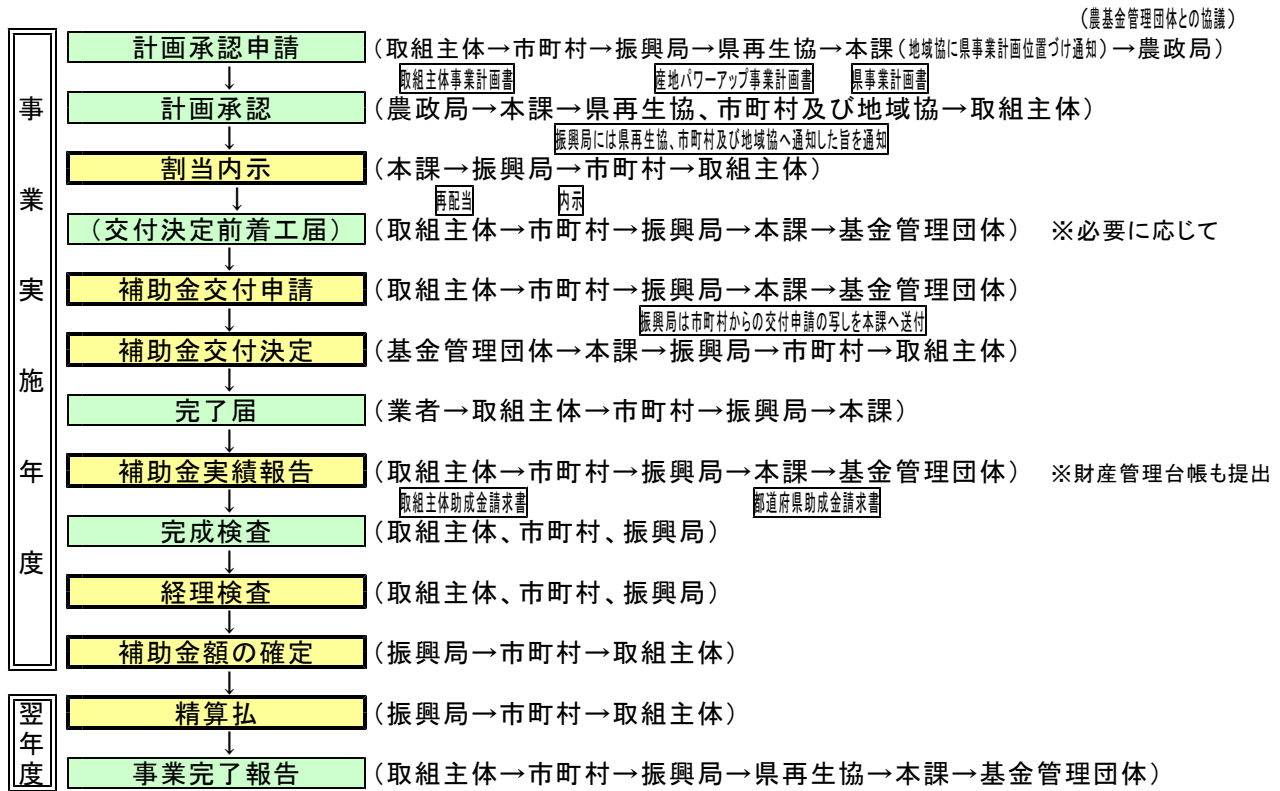 (農基金管理団体との協議)
計画承認申請 (取組主体→市町村→振興局→県再生協→本課(地域協に県事業計画位置づけ通知)→農政局)
↓ 取組主体事業計画書 産地パワーアップ事業計画書 県事業計画書
計画承認 (農政局→本課→県再生協、市町村及び地域協→取組主体)
↓ 振興局には県再生協、市町村及び地域協へ通知した旨を通知
割当内示 (本課→振興局→市町村→取組主体)
↓ 再配当 内示
(交付決定前着工届) (取組主体→市町村→振興局→本課→基金管理団体) ※必要に応じて
↓
補助金交付申請 (取組主体→市町村→振興局→本課→基金管理団体)
↓ 振興局は市町村からの交付申請の写しを本課へ送付
補助金交付決定 (基金管理団体→本課→振興局→市町村→取組主体)
↓
完了届 (業者→取組主体→市町村→振興局→本課)
↓
補助金実績報告 (取組主体→市町村→振興局→本課→基金管理団体) ※財産管理台帳も提出
↓ 取組主体助成金請求書 都道府県助成金請求書
完成検査 (取組主体、市町村、振興局)
↓
経理検査 (取組主体、市町村、振興局)
↓
補助金額の確定 (振興局→市町村→取組主体)
↓
精算払 (振興局→市町村→取組主体)
↓
事業完了報告 (取組主体→市町村→振興局→県再生協→本課→基金管理団体)
事業実施年度
翌年度